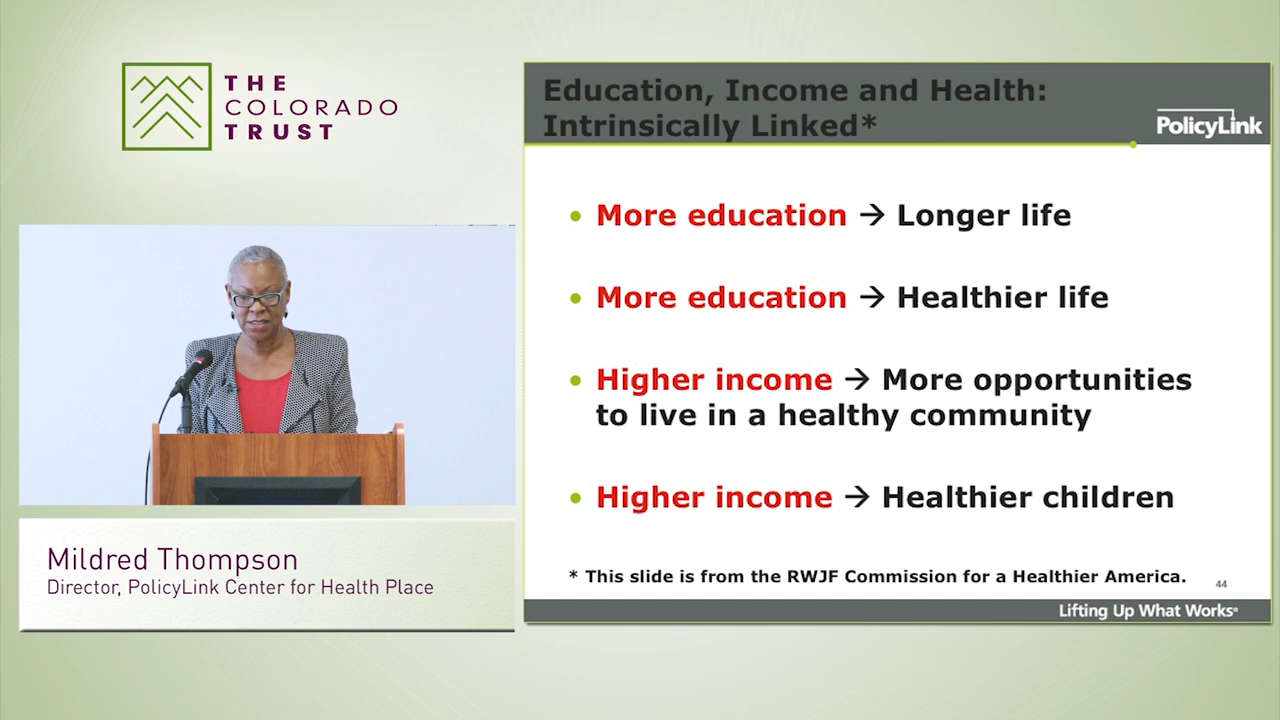 THE
COLORADO
TRUST
Mildred Thompson
Director, PolicyLink Center for Health Place
Education, Income and Health:
Intrinsically Linked*
PolicyLink
• More education → Longer life
• More education → Healthier life
• Higher income → More opportunities
to live in a healthy community
• Higher income → Healthier children
* This slide is from the RWJF Commission for a Healthier America.
44
Lifting Up What Works®